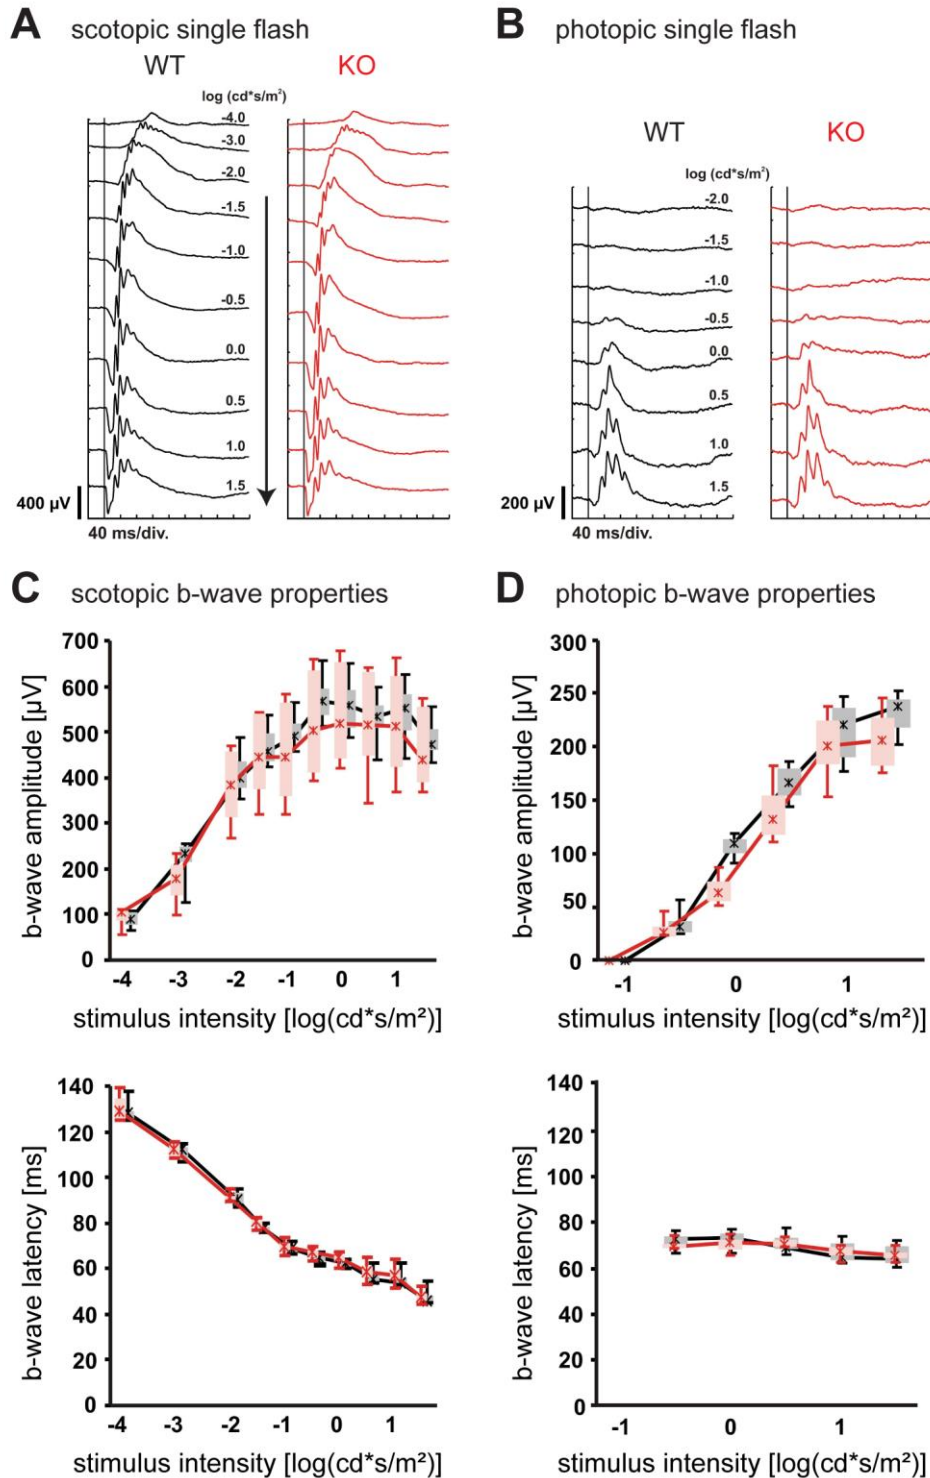 A scotopic single flash
WT
KO
log (cd*s/m²)
-4.0
-3.0
-2.0
-1.5
-1.0
-0.5
0.0
0.5
1.0
1.5
400 µV
40 ms/div.
B photopic single flash
WT
KO
log (cd*s/m²)
-2.0
-1.5
-1.0
-0.5
0.0
0.5
1.0
1.5
200 µV
40 ms/div.
C scotopic b-wave properties
b-wave amplitude [µV]
700
600
500
400
300
200
100
0
-4 -3 -2 -1 0 1
stimulus intensity [log(cd*s/m²)]
D photopic b-wave properties
b-wave amplitude [µV]
300
250
200
150
100
50
0
-1 0 1
stimulus intensity [log(cd*s/m²)]
b-wave latency [ms]
140
120
100
80
60
40
20
0
-4 -3 -2 -1 0 1
stimulus intensity [log(cd*s/m²)]
b-wave latency [ms]
140
120
100
80
60
40
20
0
-1 0 1
stimulus intensity [log(cd*s/m²)]